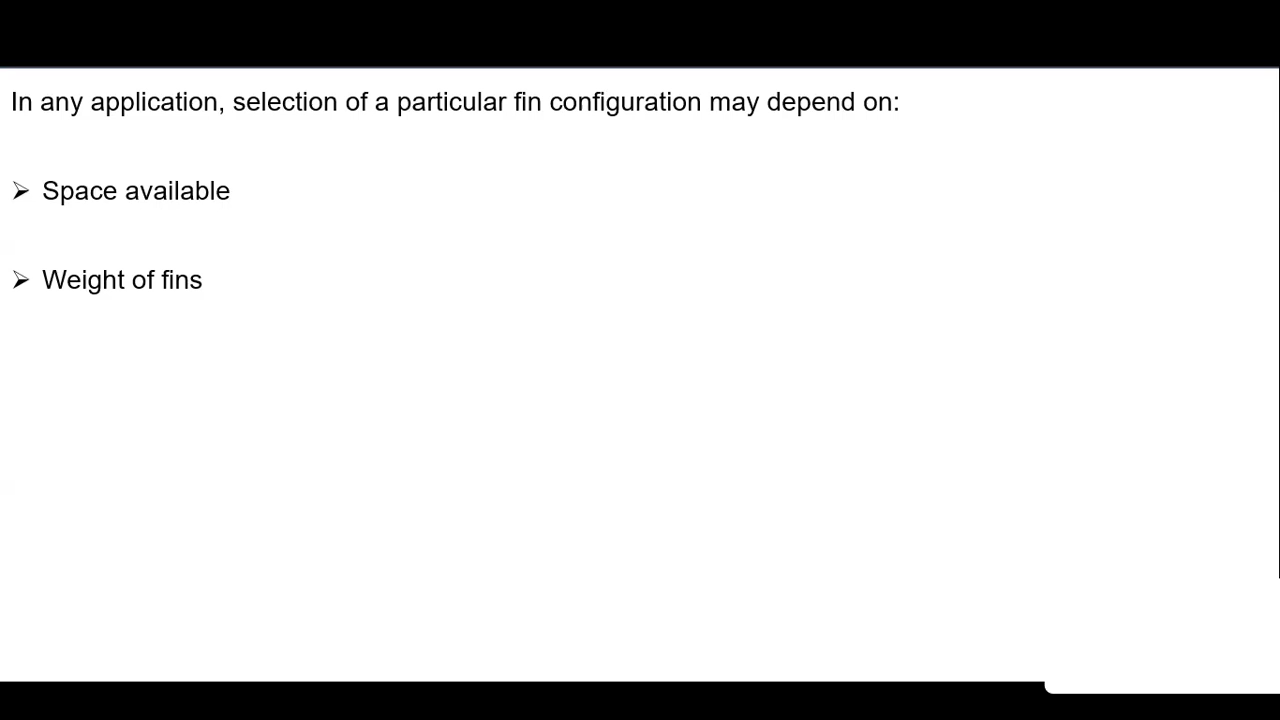 In any application, selection of a particular fin configuration may depend on:
➢ Space available
➢ Weight of fins